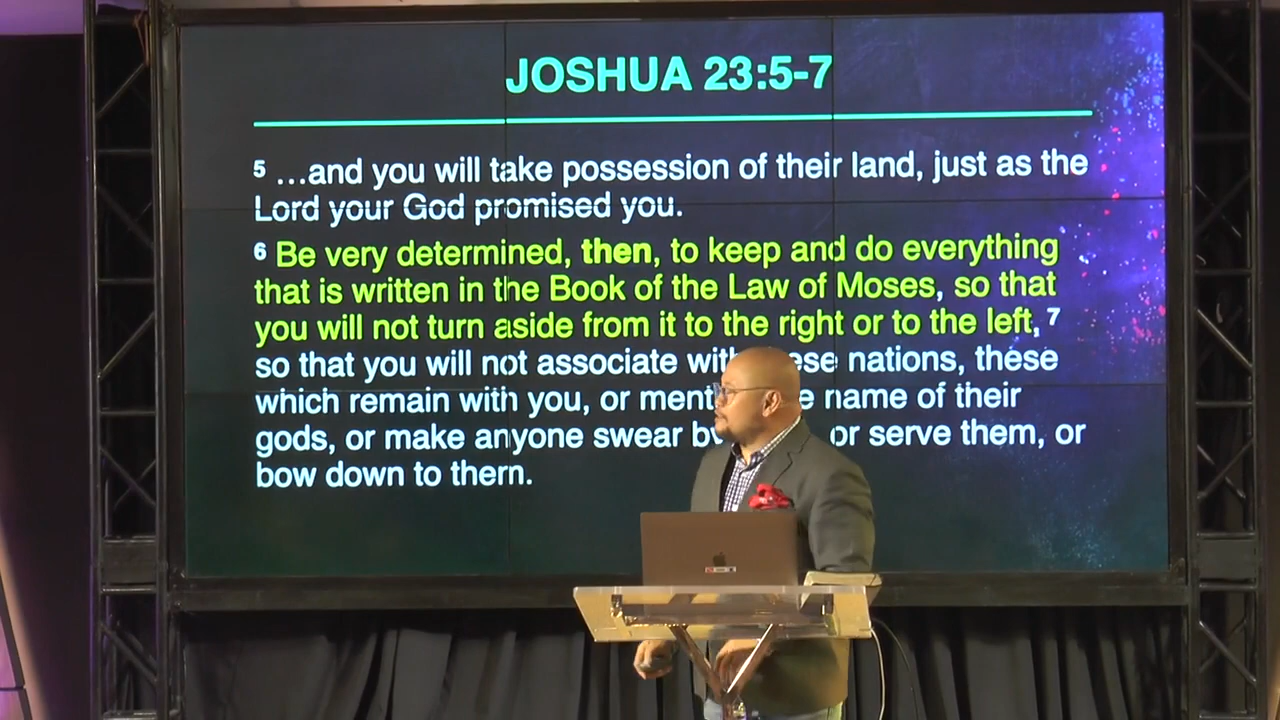 JOSHUA 23:5-7
5 ...and you will take possession of their land, just as the
Lord your God promised you.
6 Be very determined, then, to keep and do everything
that is written in the Book of the Law of Moses, so that
you will not turn aside from it to the right or to the left, 7
so that you will not associate nations, these
which remain with you, or name of their
gods, or make anyone swear or serve them, or
bow down to them.